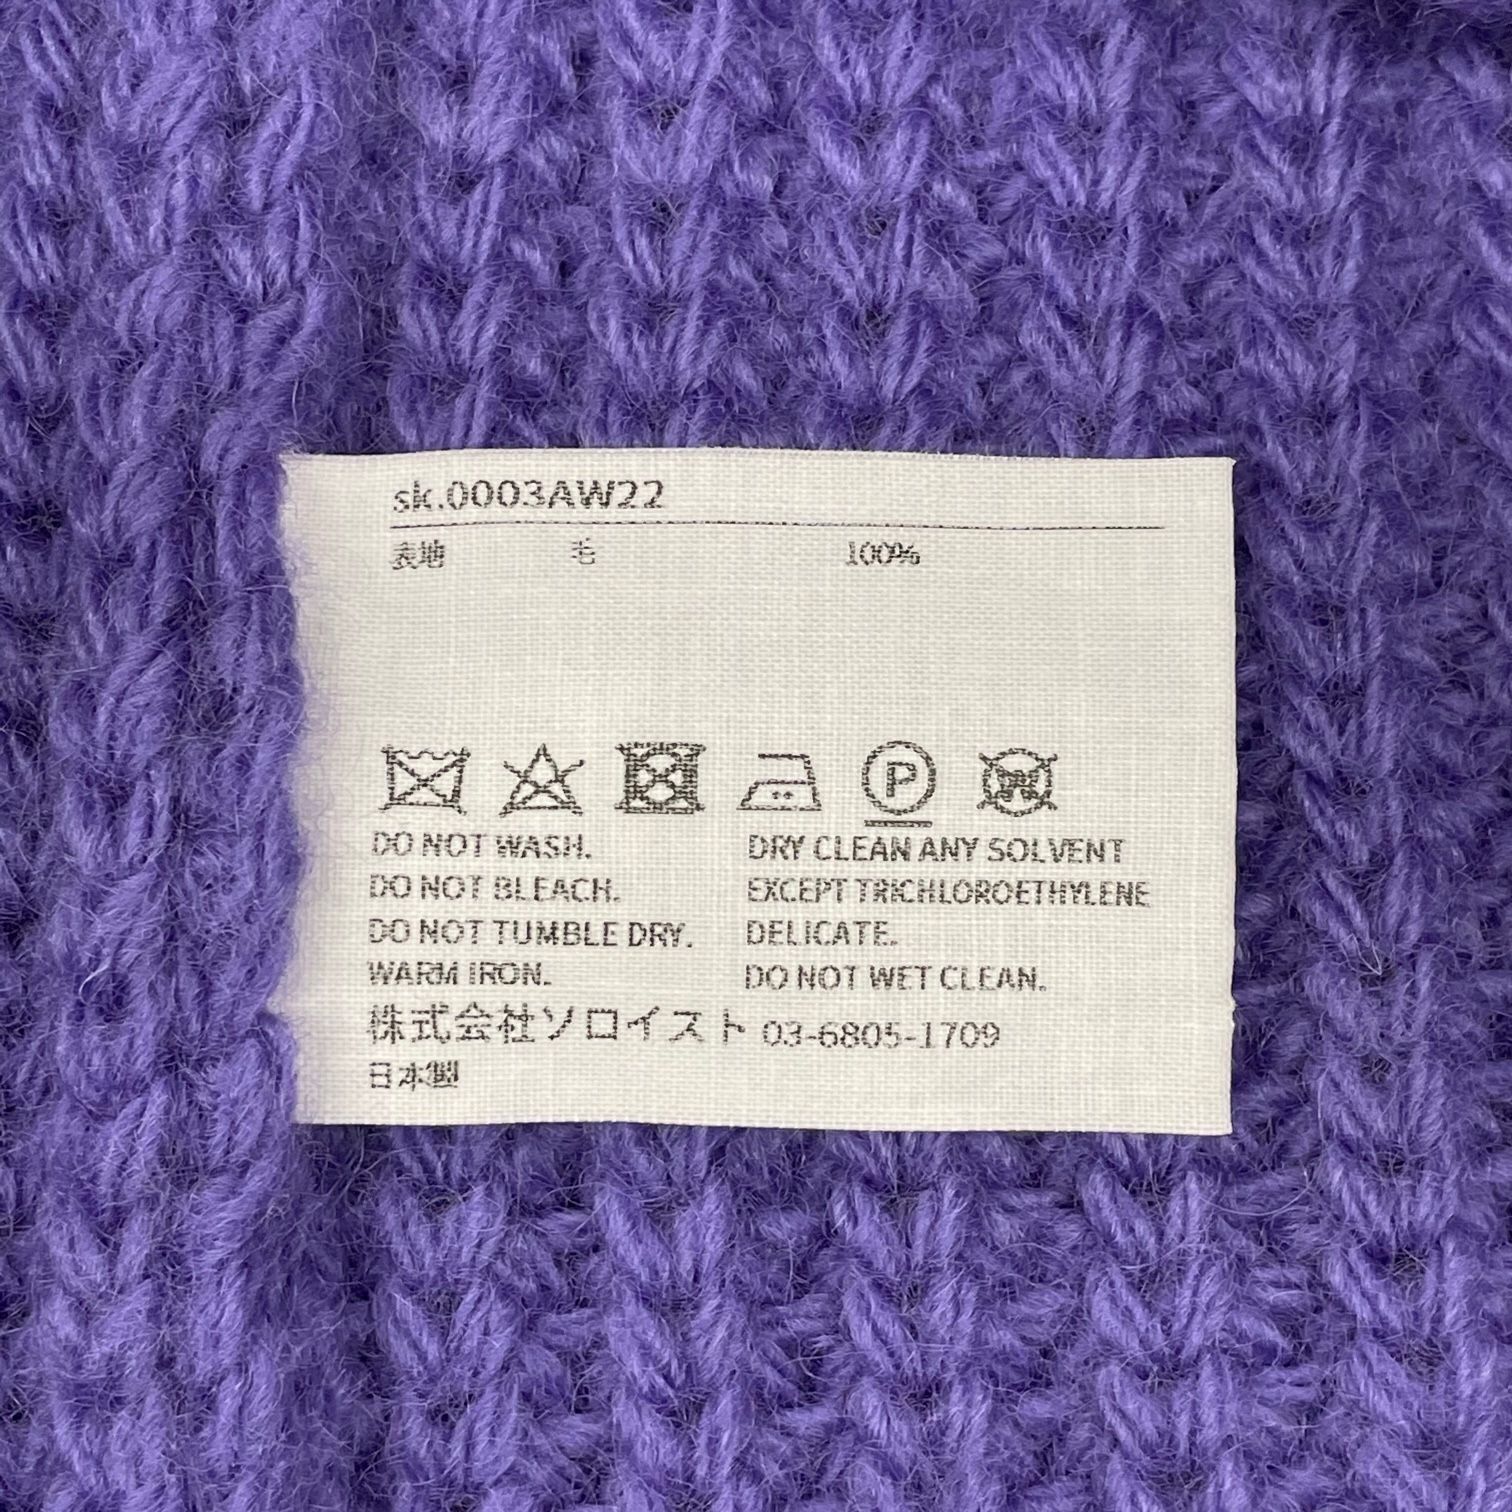 sk.0003AW22
表地 毛 100%
DO NOT WASH.
DO NOT BLEACH.
DO NOT TUMBLE DRY.
WARM IRON.
P
W
DRY CLEAN ANY SOLVENT
EXCEPT TRICHLOROETHYLENE
DELICATE.
DO NOT WET CLEAN.
株式会社ソロイスト 03-6805-1709
日本製